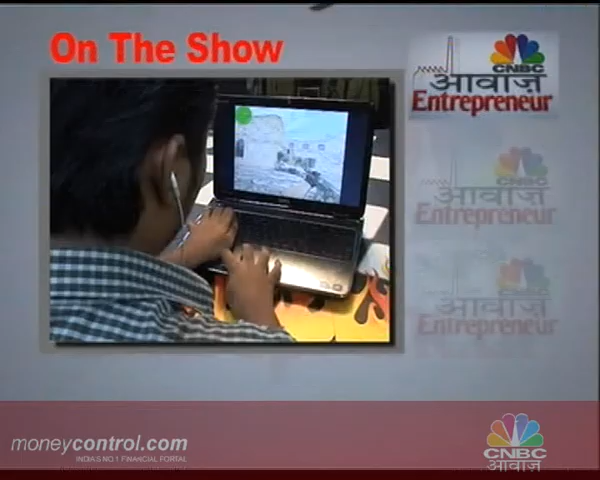 On The Show
CNBC
आवाज़
Entrepreneur
CNBC
आवाज़
Entrepreneur
CNBC
आवाज़
Entrepreneur
DELL
moneycontrol.com
INDIA'S NO.1 FINANCIAL PORTAL
CNBC
आवाज़